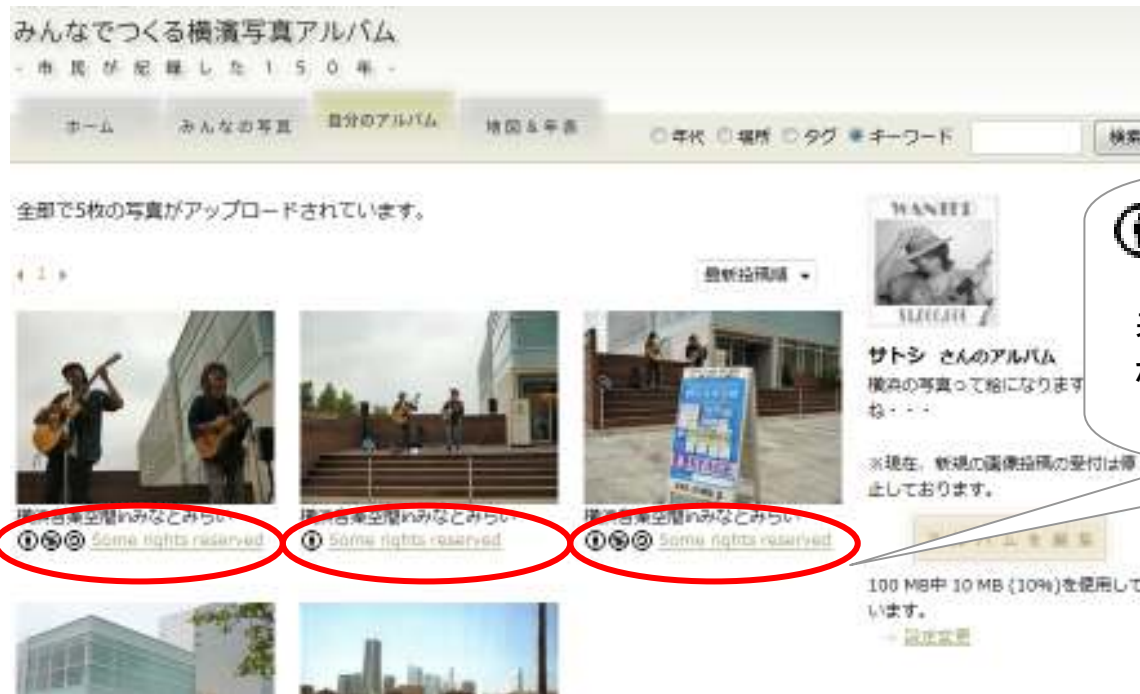 みんなでつくる横濱写真アルバム
- 市 民 が 記 録 し た 1 5 0 年 -
ホーム
みんなの写真
自分のアルバム
地図＆年表
年代 場所 タグ キーワード
検索
全部で5枚の写真がアップロードされています。
1
最新投稿順
WANTED
サトシ さんのアルバム
横浜の写真って絵になります
ね・・・
※現在、新規の画像投稿の受付は停
止しております。
アルバムを編集
100 MB中 10 MB (10%)を使用して
います。
設定変更
横浜音楽空間inみなとみらい
Some rights reserved
横浜音楽空間inみなとみらい
Some rights reserved
横浜音楽空間inみなとみらい
Some rights reserved